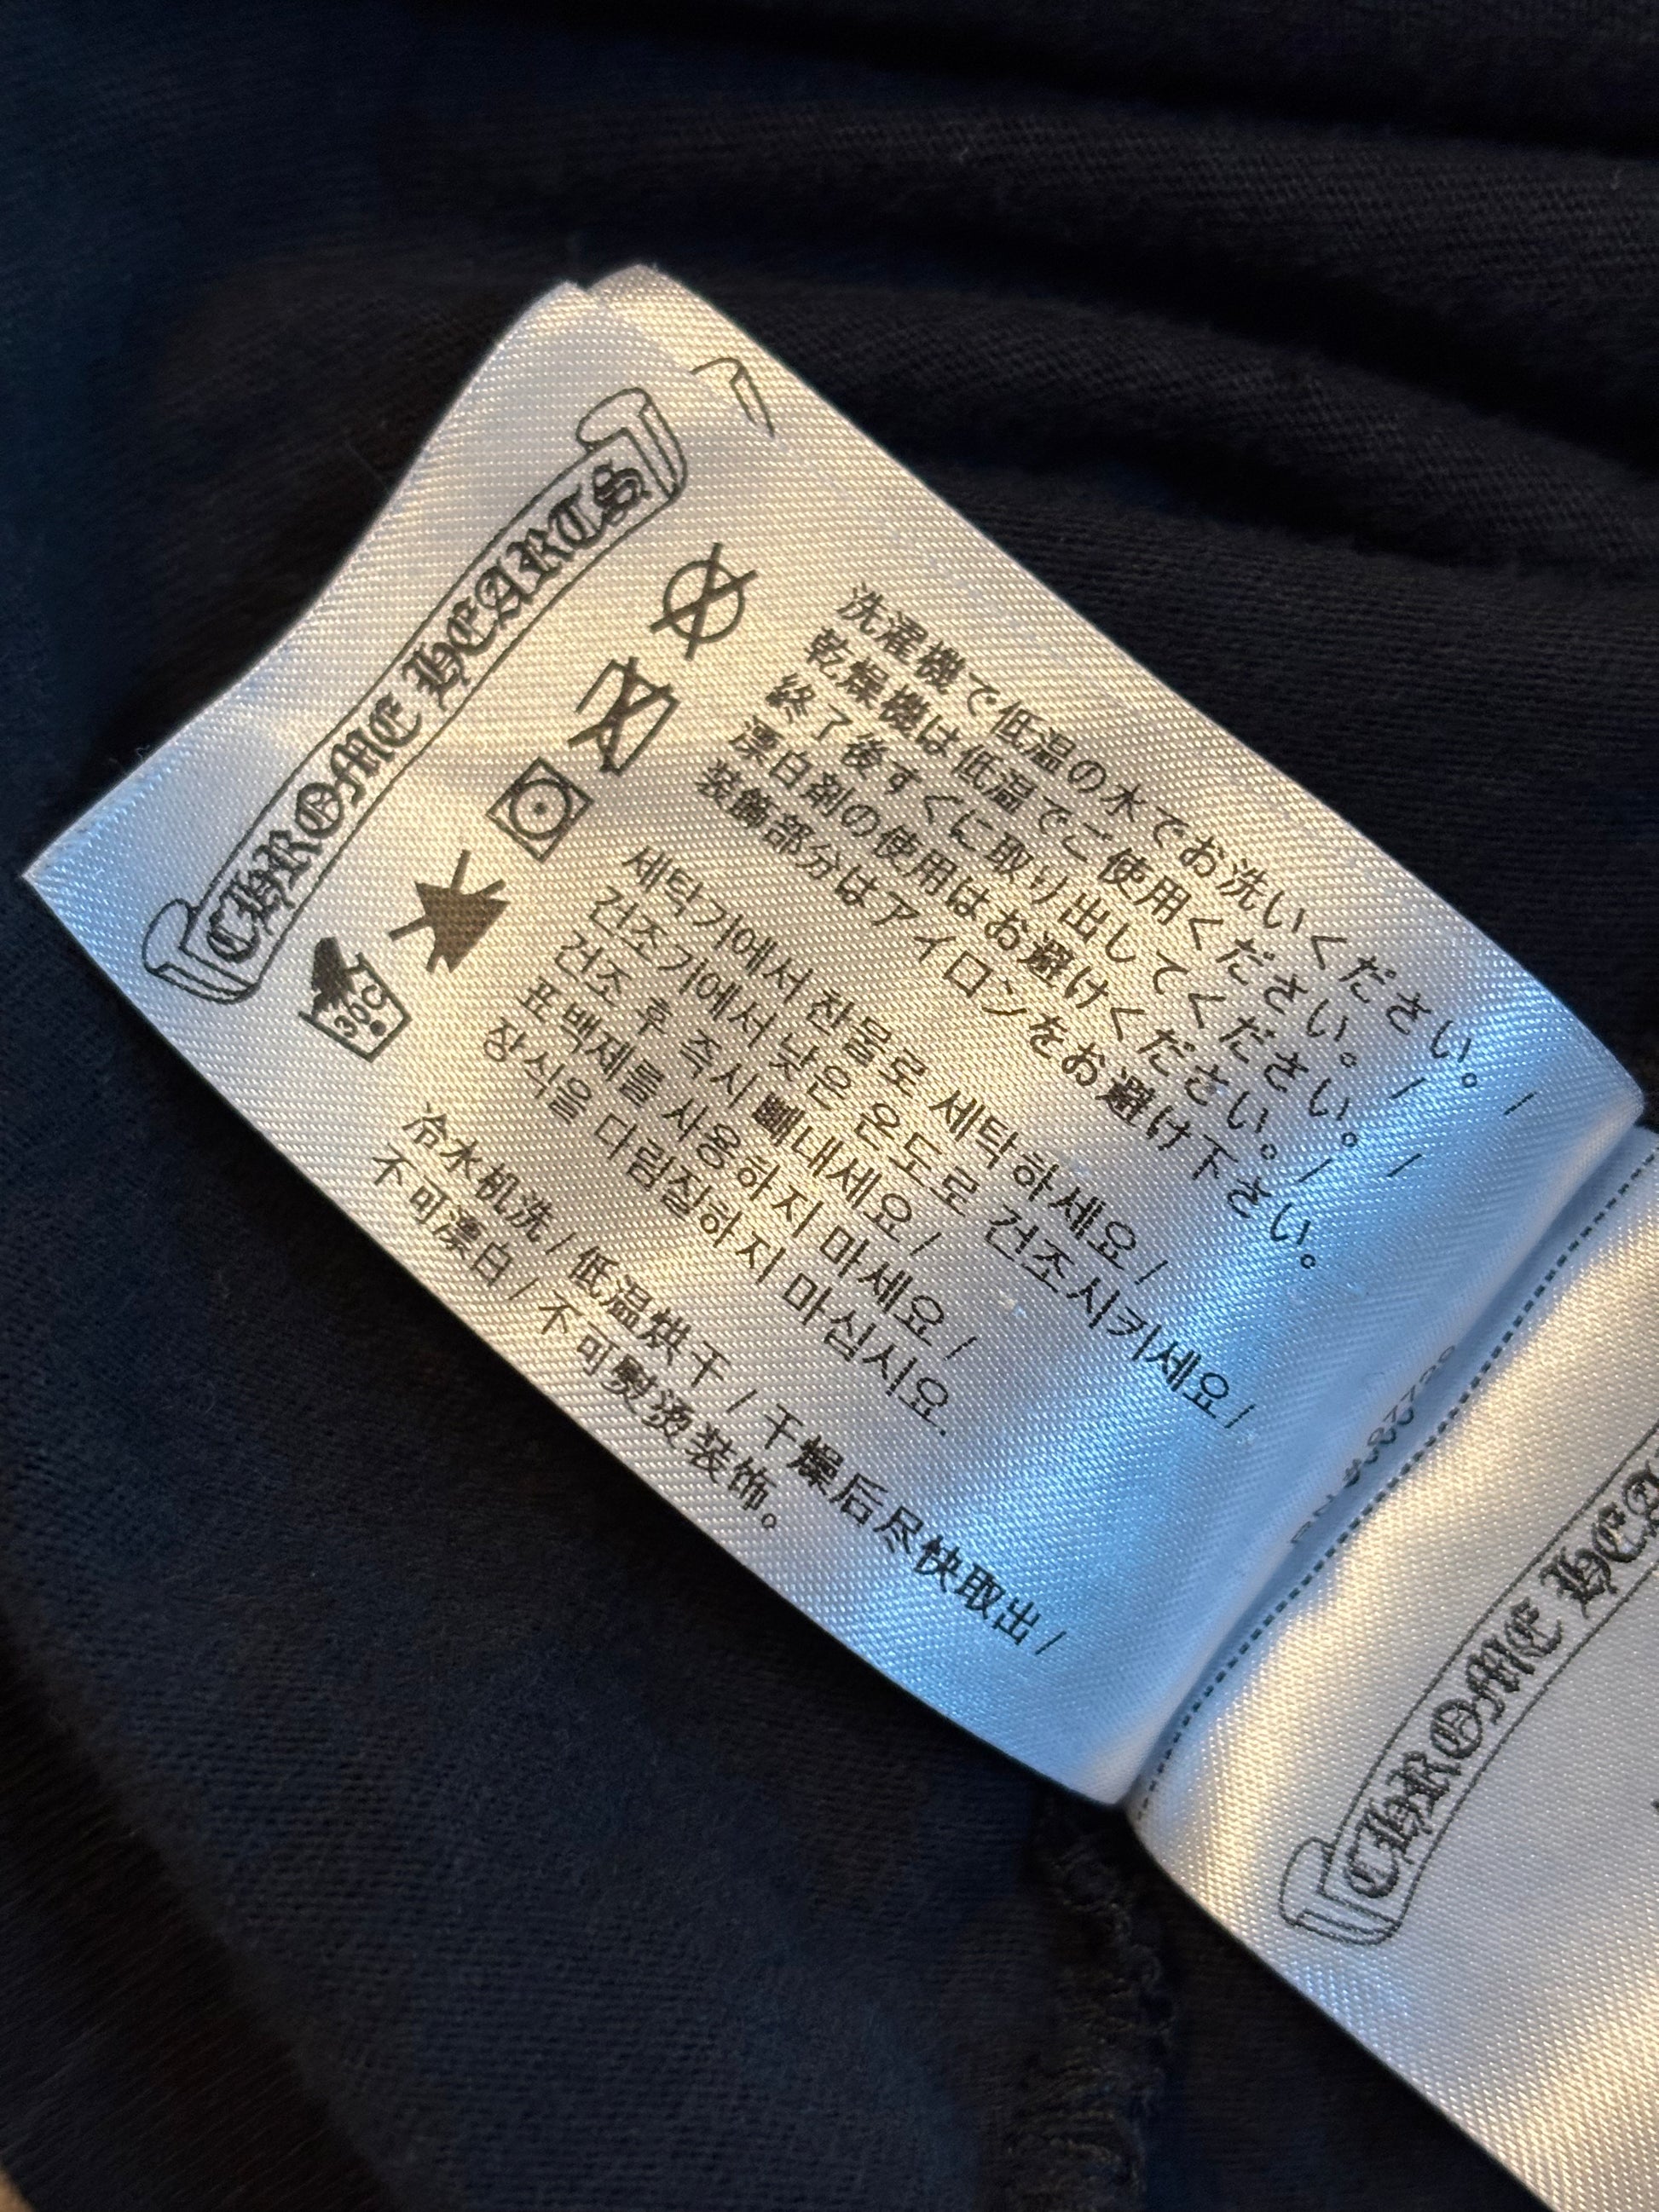 CHROME HEARTS
30C
洗濯機で低温の水でお洗いください。/
乾燥機は低温でご使用ください。/
終了後すぐに取り出してください。/
漂白剤の使用はお避けください。/
装飾部分はアイロンをお避け下さい。
세탁기에서 찬물로 세탁하세요 /
건조기에서 낮은 온도로 건조시키세요 /
건조 후 즉시 빼내세요 /
표백제를 사용하지 마세요 /
장식을 다림질하지 마십시요.
冷水机洗 / 低温烘干 / 干燥后尽快取出 /
不可漂白 / 不可熨烫装饰。
CHROME